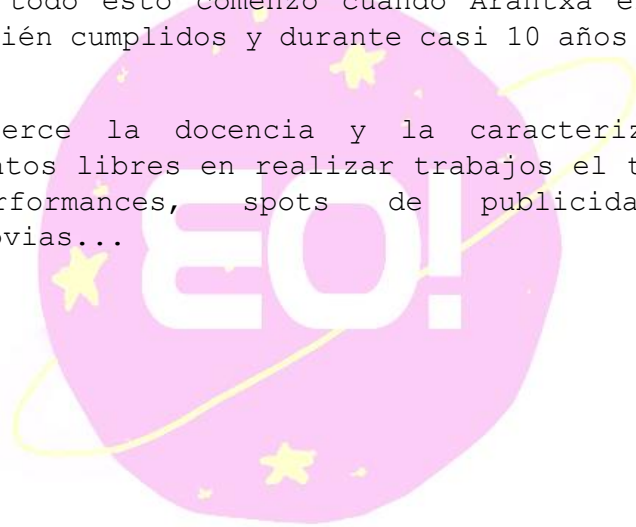 todo esto comenzó cuando Arantxa e
ién cumplidos y durante casi 10 años
erce la docencia y la caracteriz
tos libres en realizar trabajos el t
rformances, spots de publicida
ovias...
EO!